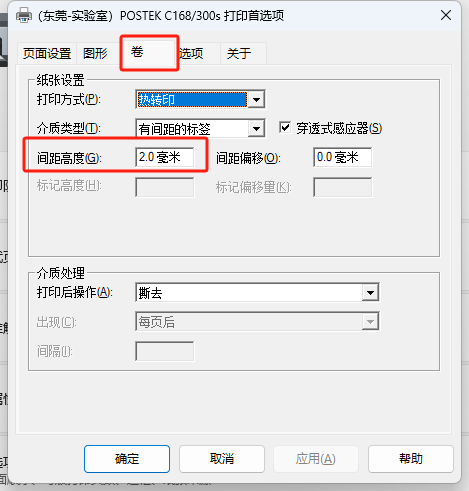 (东莞-实验室) POSTEK C168/300s 打印首选项
页面设置 图形 卷 选项 关于
纸张设置
打印方式(P): 热转印
介质类型(T): 有间距的标签 穿透式感应器(S)
间距高度(G): 2.0 毫米 间距偏移(O): 0.0 毫米
标记高度(H): 标记偏移量(K):
介质处理
打印后操作(A): 撕去
出现(C): 每页后
间隔(I):
确定 取消 应用(A) 帮助